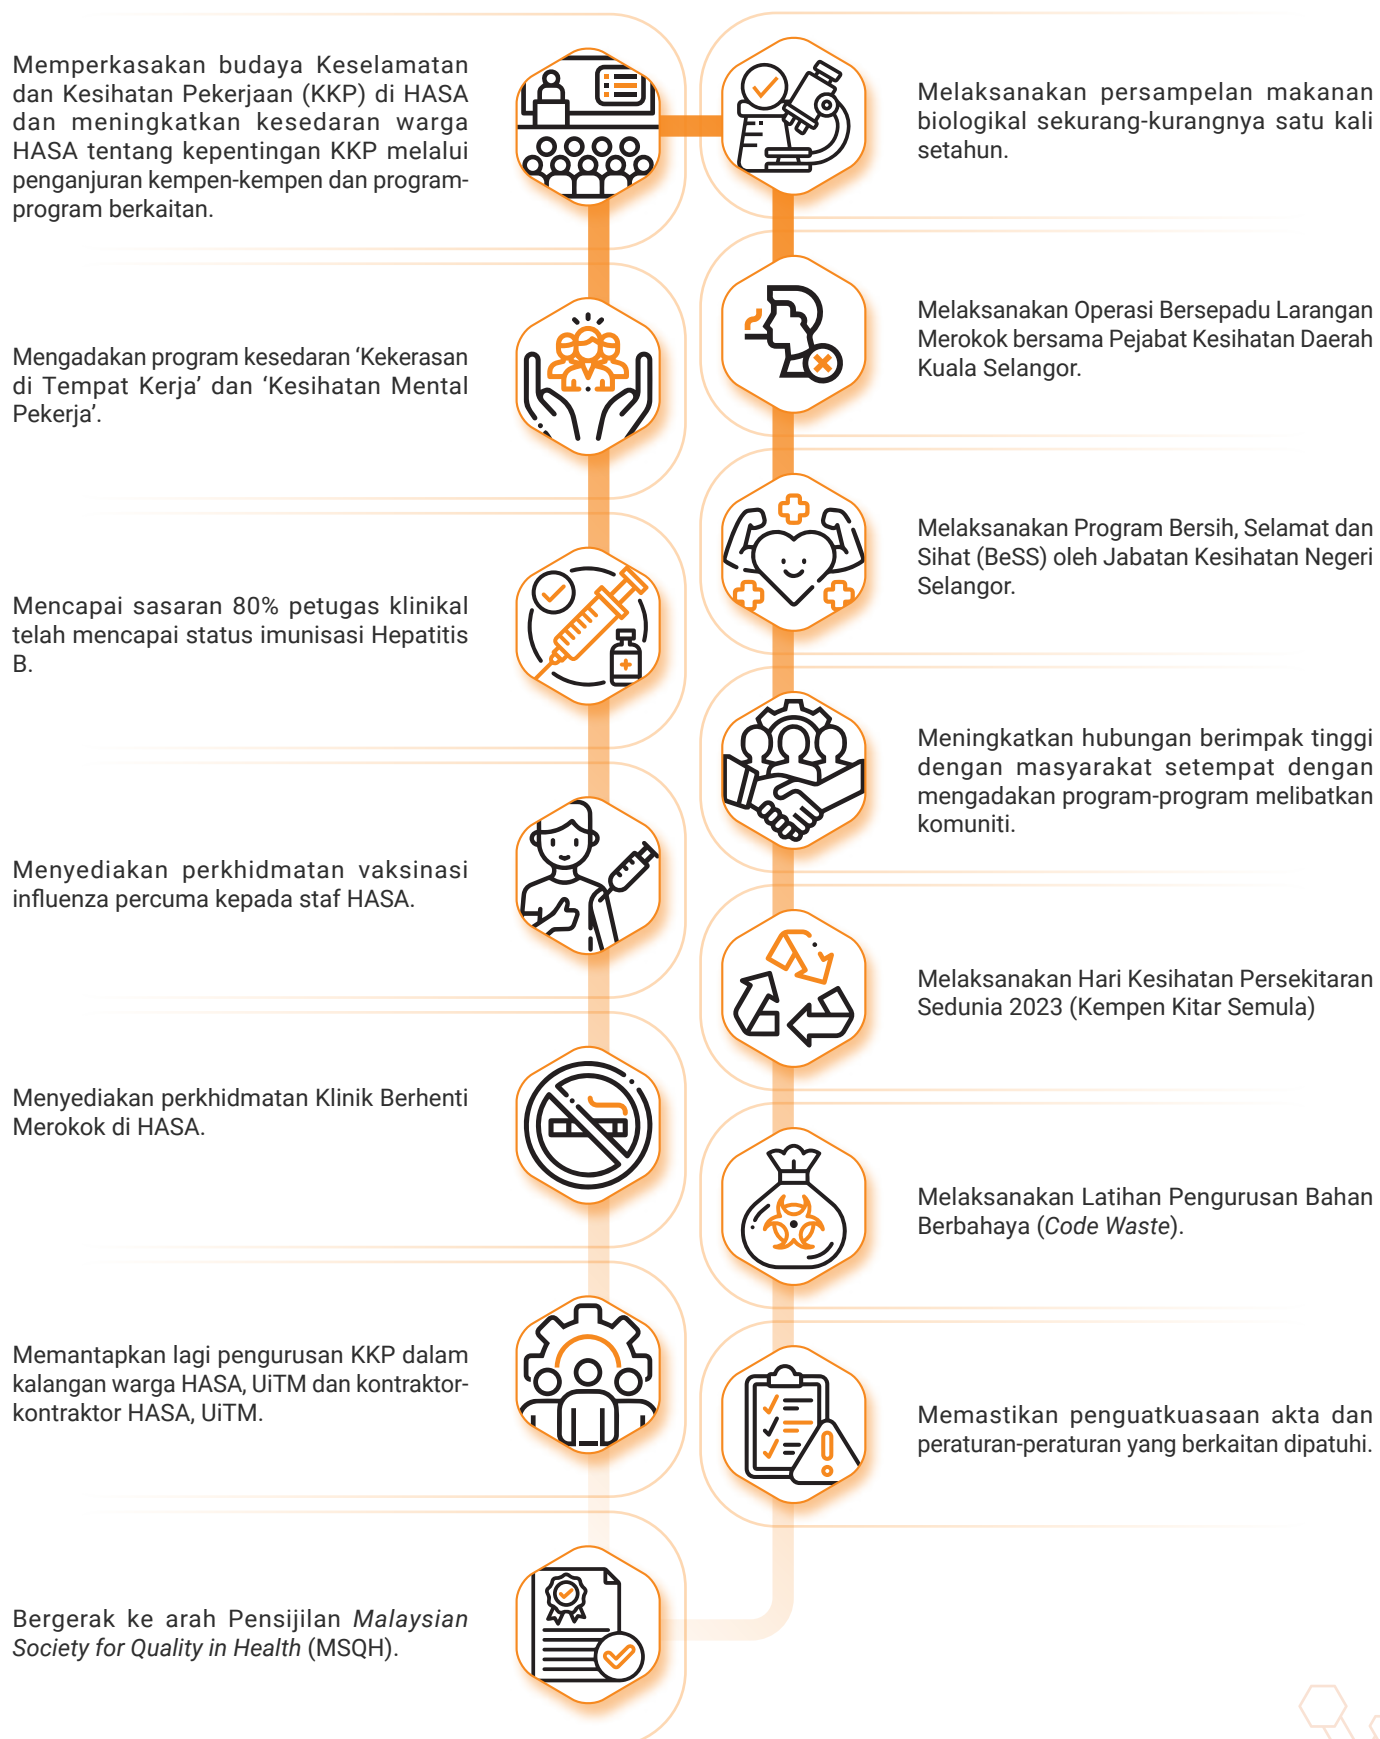 Memperkasakan budaya Keselamatan
dan Kesihatan Pekerjaan (KKP) di HASA
dan meningkatkan kesedaran warga
HASA tentang kepentingan KKP melalui
penganjuran kempen-kempen dan program-
program berkaitan.
Mengadakan program kesedaran ‘Kekerasan
di Tempat Kerja’ dan ‘Kesihatan Mental
Pekerja’.
Mencapai sasaran 80% petugas klinikal
telah mencapai status imunisasi Hepatitis
B.
Menyediakan perkhidmatan vaksinasi
influenza percuma kepada staf HASA.
Menyediakan perkhidmatan Klinik Berhenti
Merokok di HASA.
Memantapkan lagi pengurusan KKP dalam
kalangan warga HASA, UiTM dan kontraktor-
kontraktor HASA, UiTM.
Bergerak ke arah Pensijilan Malaysian
Society for Quality in Health (MSQH).
Melaksanakan persampelan makanan
biologikal sekurang-kurangnya satu kali
setahun.
Melaksanakan Operasi Bersepadu Larangan
Merokok bersama Pejabat Kesihatan Daerah
Kuala Selangor.
Melaksanakan Program Bersih, Selamat dan
Sihat (BeSS) oleh Jabatan Kesihatan Negeri
Selangor.
Meningkatkan hubungan berimpak tinggi
dengan masyarakat setempat dengan
mengadakan program-program melibatkan
komuniti.
Melaksanakan Hari Kesihatan Persekitaran
Sedunia 2023 (Kempen Kitar Semula)
Melaksanakan Latihan Pengurusan Bahan
Berbahaya (Code Waste).
Memastikan penguatkuasaan akta dan
peraturan-peraturan yang berkaitan dipatuhi.